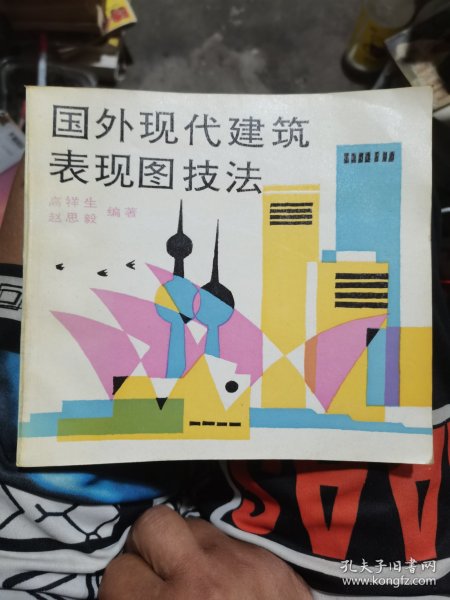 国外现代建筑
表现图技法
高祥生
赵思毅
编著
孔夫子旧书网
www.kongfz.com